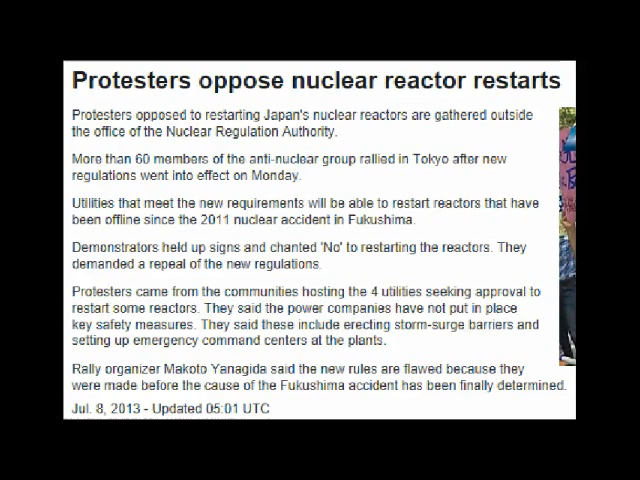 Protesters oppose nuclear reactor restarts
Protesters opposed to restarting Japan's nuclear reactors are gathered outside
the office of the Nuclear Regulation Authority.
More than 60 members of the anti-nuclear group rallied in Tokyo after new
regulations went into effect on Monday.
Utilities that meet the new requirements will be able to restart reactors that have
been offline since the 2011 nuclear accident in Fukushima.
Demonstrators held up signs and chanted 'No' to restarting the reactors. They
demanded a repeal of the new regulations.
Protesters came from the communities hosting the 4 utilities seeking approval to
restart some reactors. They said the power companies have not put in place
key safety measures. They said these include erecting storm-surge barriers and
setting up emergency command centers at the plants.
Rally organizer Makoto Yanagida said the new rules are flawed because they
were made before the cause of the Fukushima accident has been finally determined.
Jul. 8, 2013 - Updated 05:01 UTC